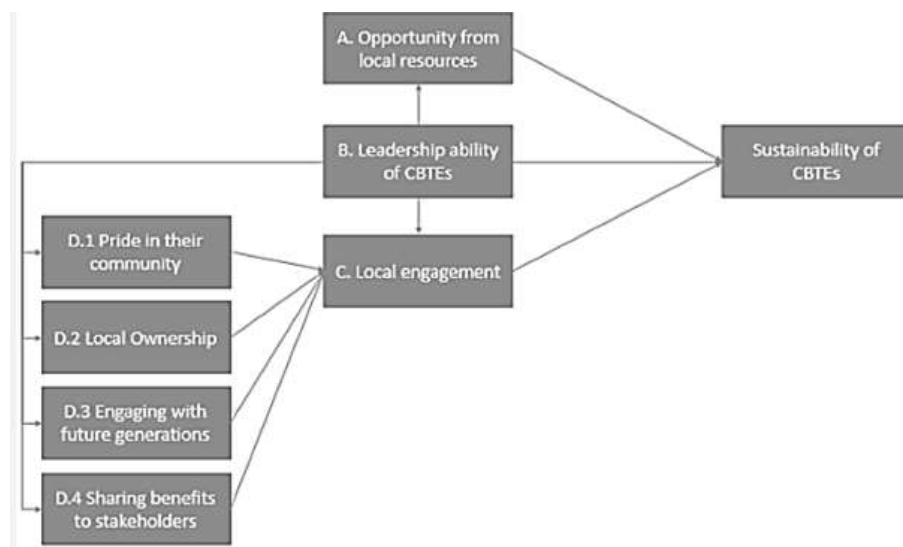 A. Opportunity from
local resources
B. Leadership ability
of CBTEs
Sustainability of
CBTEs
D.1 Pride in their
community
C. Local engagement
D.2 Local Ownership
D.3 Engaging with
future generations
D.4 Sharing benefits
to stakeholders